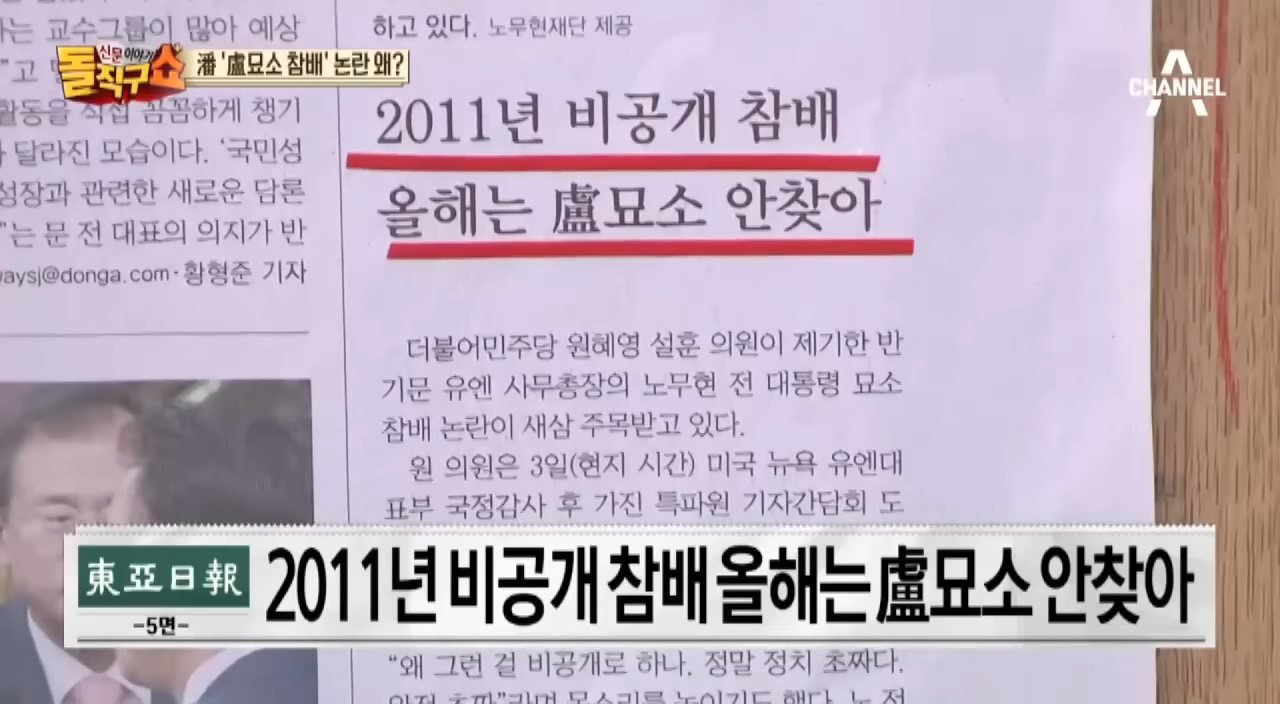 하고 있다. 노무현재단 제공
는 교수그룹이 많아 예상
신문이야기
돌직구쇼
潘 '盧묘소 참배' 논란 왜?
CHANNEL A
2011년 비공개 참배
올해는 盧묘소 안찾아
활동을 직접 꼼꼼하게 챙기
달라진 모습이다. ‘국민성
성장과 관련한 새로운 담론
”는 문 전 대표의 의지가 반
waysj@donga.com·황형준 기자
더불어민주당 원혜영 설훈 의원이 제기한 반
기문 유엔 사무총장의 노무현 전 대통령 묘소
참배 논란이 새삼 주목받고 있다.
원 의원은 3일(현지 시간) 미국 뉴욕 유엔대
표부 국정감사 후 가진 특파원 기자간담회 도
東亞日報
-5면-
2011년 비공개 참배 올해는 盧묘소 안찾아
“왜 그런 걸 비공개로 하나. 정말 정치 초짜다.